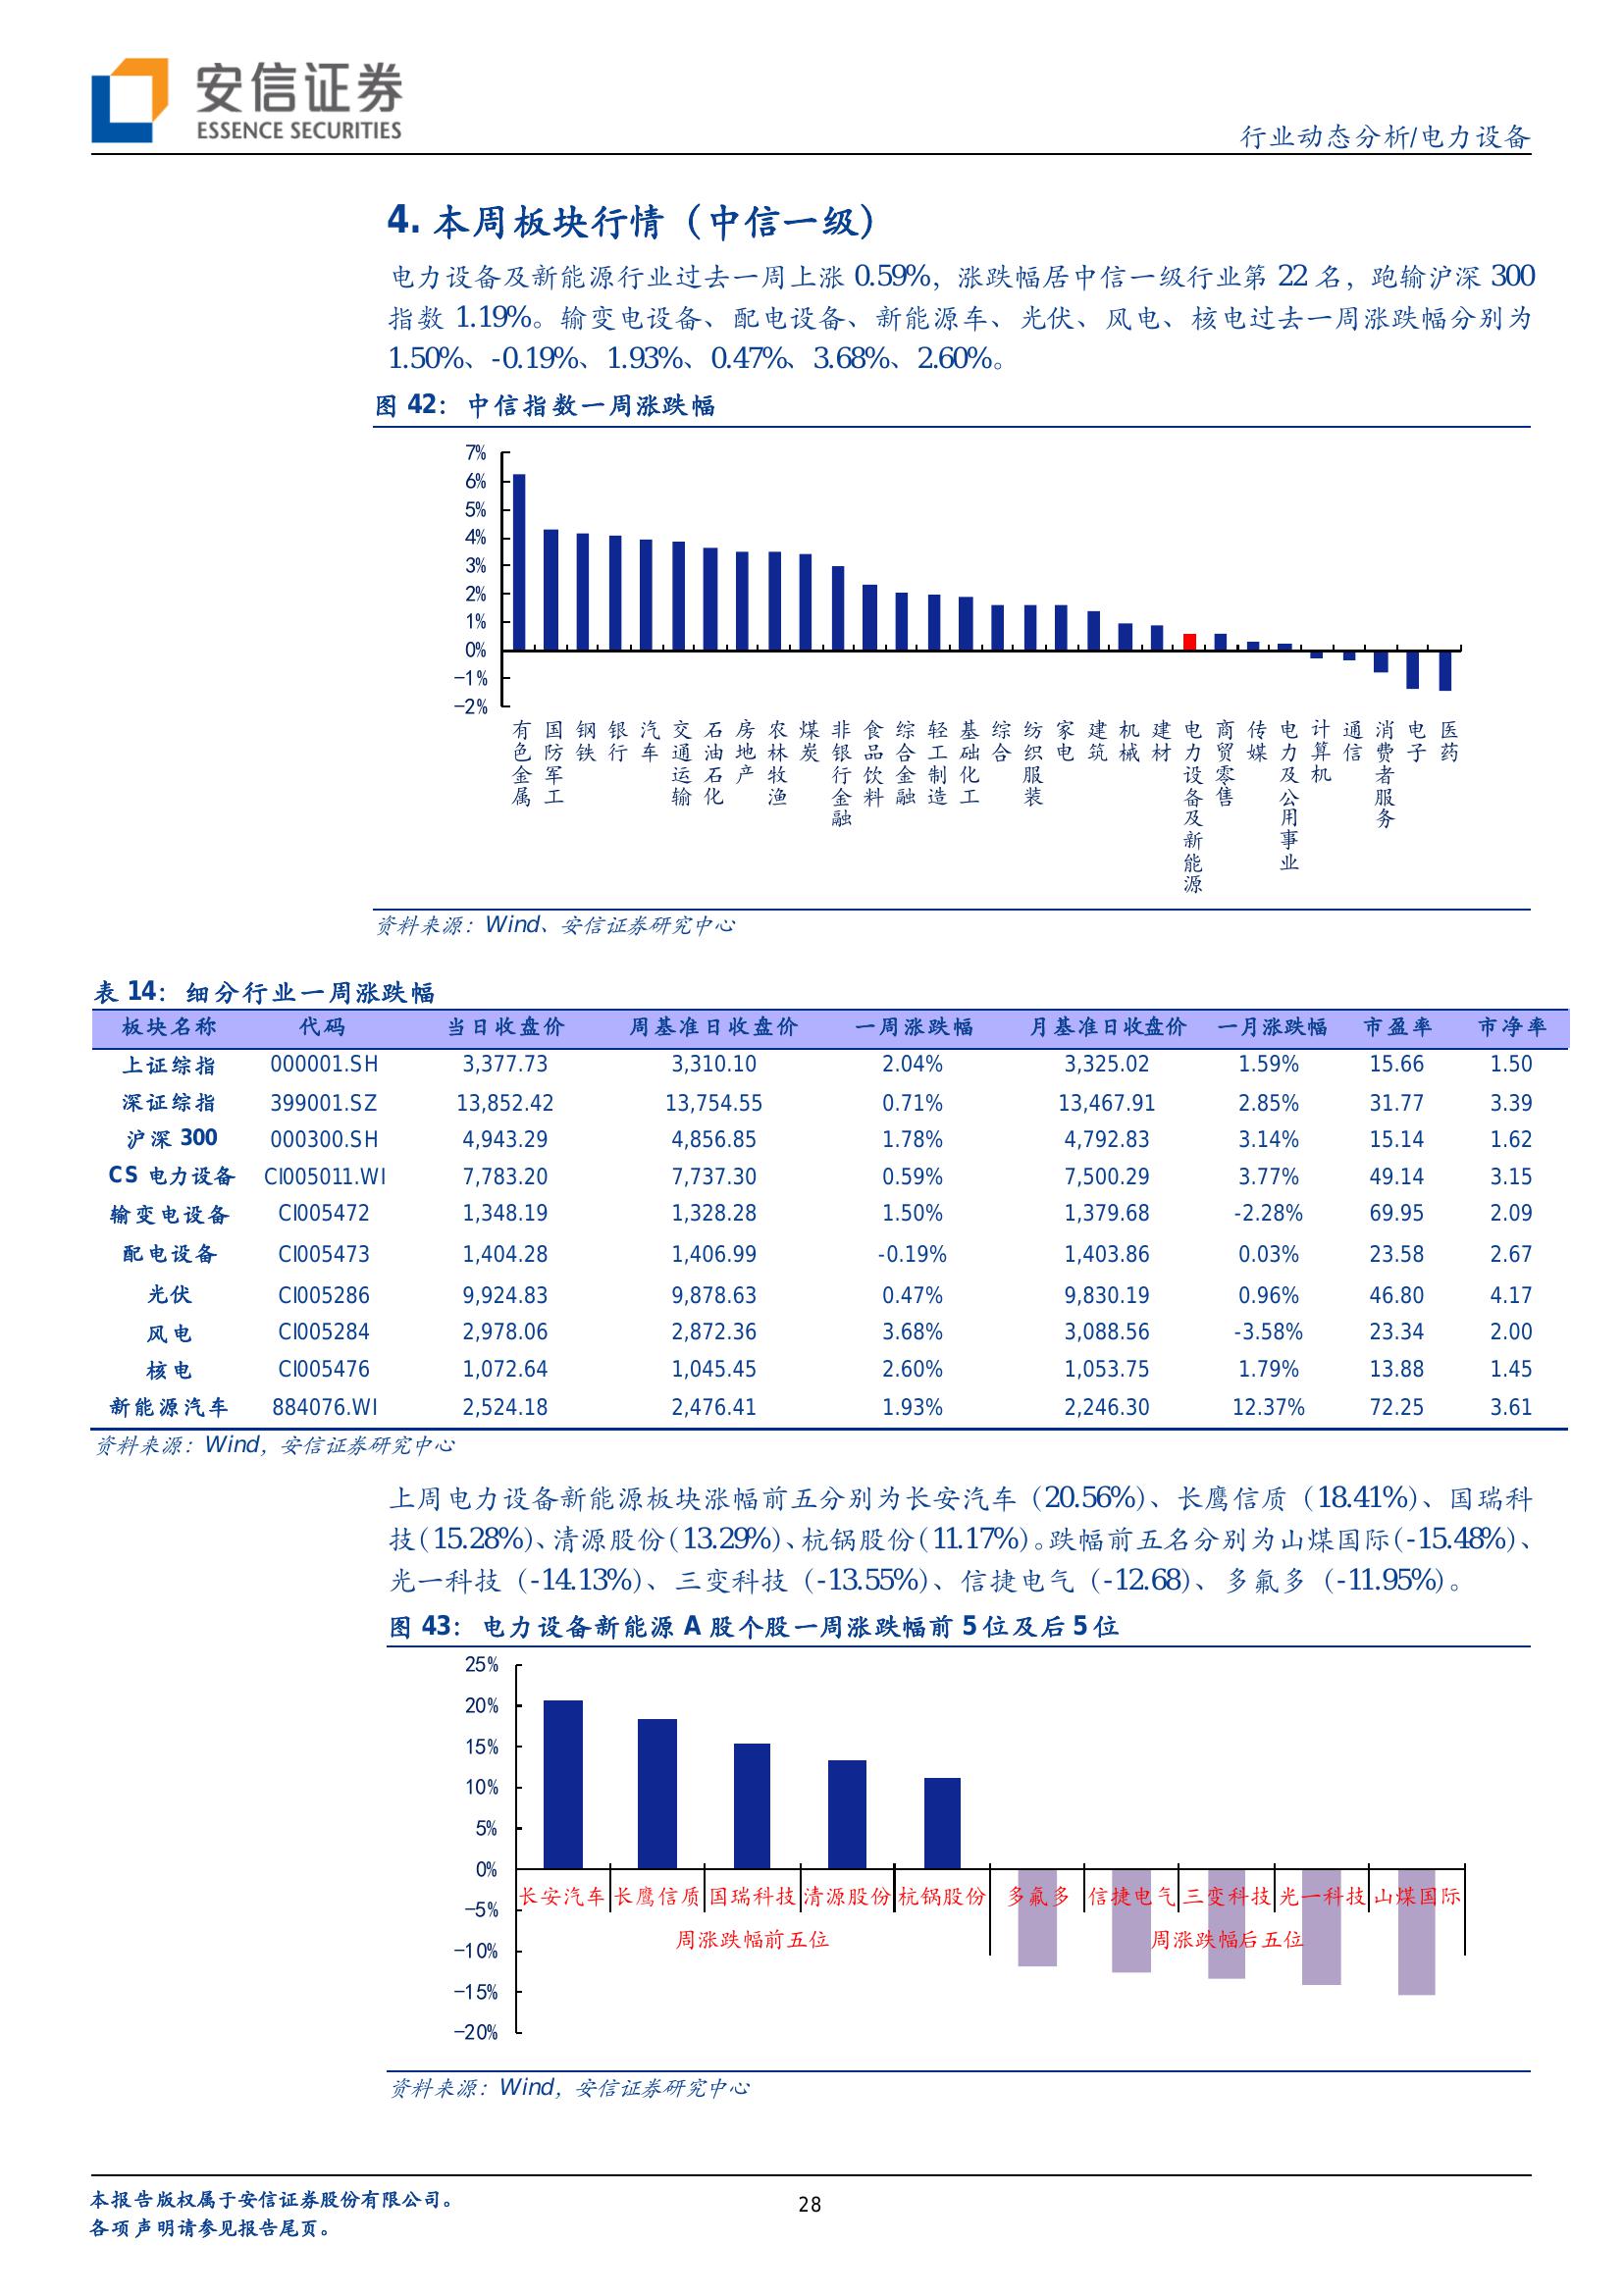 安信证券
ESSENCE SECURITIES
行业动态分析/电力设备
4. 本周板块行情（中信一级）
电力设备及新能源行业过去一周上涨 0.59%，涨跌幅居中信一级行业第 22 名，跑输沪深 300
指数 1.19%。输变电设备、配电设备、新能源车、光伏、风电、核电过去一周涨跌幅分别为
1.50%、-0.19%、1.93%、0.47%、3.68%、2.60%。
图 42：中信指数一周涨跌幅
7%
6%
5%
4%
3%
2%
1%
0%
-1%
-2%
有色金属 国防军工 钢铁 银行 汽车 交通运输 石油石化 房地产 农林牧渔 煤炭 非银行金融 食品饮料 综合金融 轻工制造 基础化工 综合 纺织服装 家电 建筑 机械 建材 电力设备及新能源 商贸零售 传媒 电力及公用事业 计算机 通信 消费者服务 电子 医药
资料来源：Wind、安信证券研究中心
表 14：细分行业一周涨跌幅
板块名称 代码 当日收盘价 周基准日收盘价 一周涨跌幅 月基准日收盘价 一月涨跌幅 市盈率 市净率
上证综指 000001.SH 3,377.73 3,310.10 2.04% 3,325.02 1.59% 15.66 1.50
深证综指 399001.SZ 13,852.42 13,754.55 0.71% 13,467.91 2.85% 31.77 3.39
沪深 300 000300.SH 4,943.29 4,856.85 1.78% 4,792.83 3.14% 15.14 1.62
CS 电力设备 CI005011.WI 7,783.20 7,737.30 0.59% 7,500.29 3.77% 49.14 3.15
输变电设备 CI005472 1,348.19 1,328.28 1.50% 1,379.68 -2.28% 69.95 2.09
配电设备 CI005473 1,404.28 1,406.99 -0.19% 1,403.86 0.03% 23.58 2.67
光伏 CI005286 9,924.83 9,878.63 0.47% 9,830.19 0.96% 46.80 4.17
风电 CI005284 2,978.06 2,872.36 3.68% 3,088.56 -3.58% 23.34 2.00
核电 CI005476 1,072.64 1,045.45 2.60% 1,053.75 1.79% 13.88 1.45
新能源汽车 884076.WI 2,524.18 2,476.41 1.93% 2,246.30 12.37% 72.25 3.61
资料来源：Wind，安信证券研究中心
上周电力设备新能源板块涨幅前五分别为长安汽车（20.56%）、长鹰信质（18.41%）、国瑞科
技（15.28%）、清源股份（13.29%）、杭锅股份（11.17%）。跌幅前五名分别为山煤国际（-15.48%）、
光一科技（-14.13%）、三变科技（-13.55%）、信捷电气（-12.68）、多氟多（-11.95%）。
图 43：电力设备新能源 A 股个股一周涨跌幅前 5 位及后 5 位
25%
20%
15%
10%
5%
0%
-5%
-10%
-15%
-20%
长安汽车 长鹰信质 国瑞科技 清源股份 杭锅股份 多氟多 信捷电气 三变科技 光一科技 山煤国际
周涨跌幅前五位 周涨跌幅后五位
资料来源：Wind，安信证券研究中心
本报告版权属于安信证券股份有限公司。
28
各项声明请参见报告尾页。